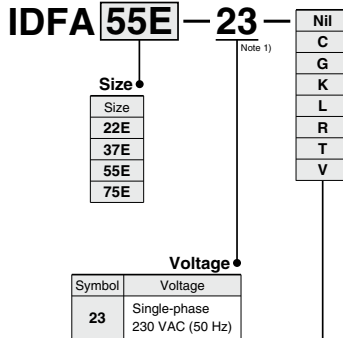 IDFA 55E — 23 —
Note 1)
Nil
C
G
K
L
R
T
V
Size
Size
22E
37E
55E
75E
Voltage
Symbol Voltage
23 Single-phase
230 VAC (50 Hz)